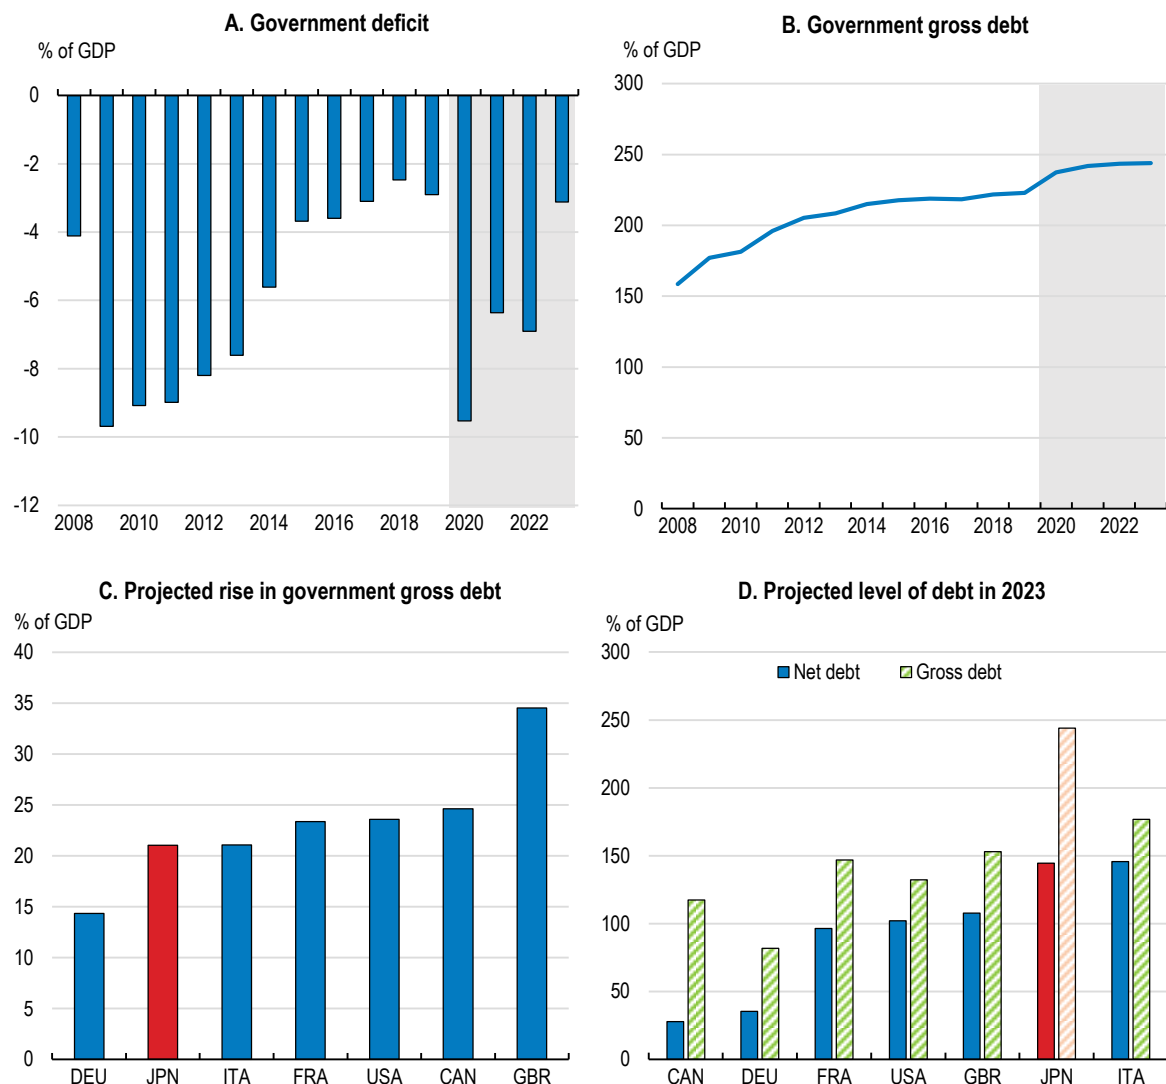 A. Government deficit
% of GDP
0
-2
-4
-6
-8
-10
-12
2008 2010 2012 2014 2016 2018 2020 2022
B. Government gross debt
% of GDP
300
250
200
150
100
50
0
2008 2010 2012 2014 2016 2018 2020 2022
C. Projected rise in government gross debt
% of GDP
40
35
30
25
20
15
10
5
0
DEU JPN ITA FRA USA CAN GBR
D. Projected level of debt in 2023
% of GDP
300
Net debt Gross debt
250
200
150
100
50
0
CAN DEU FRA USA GBR JPN ITA